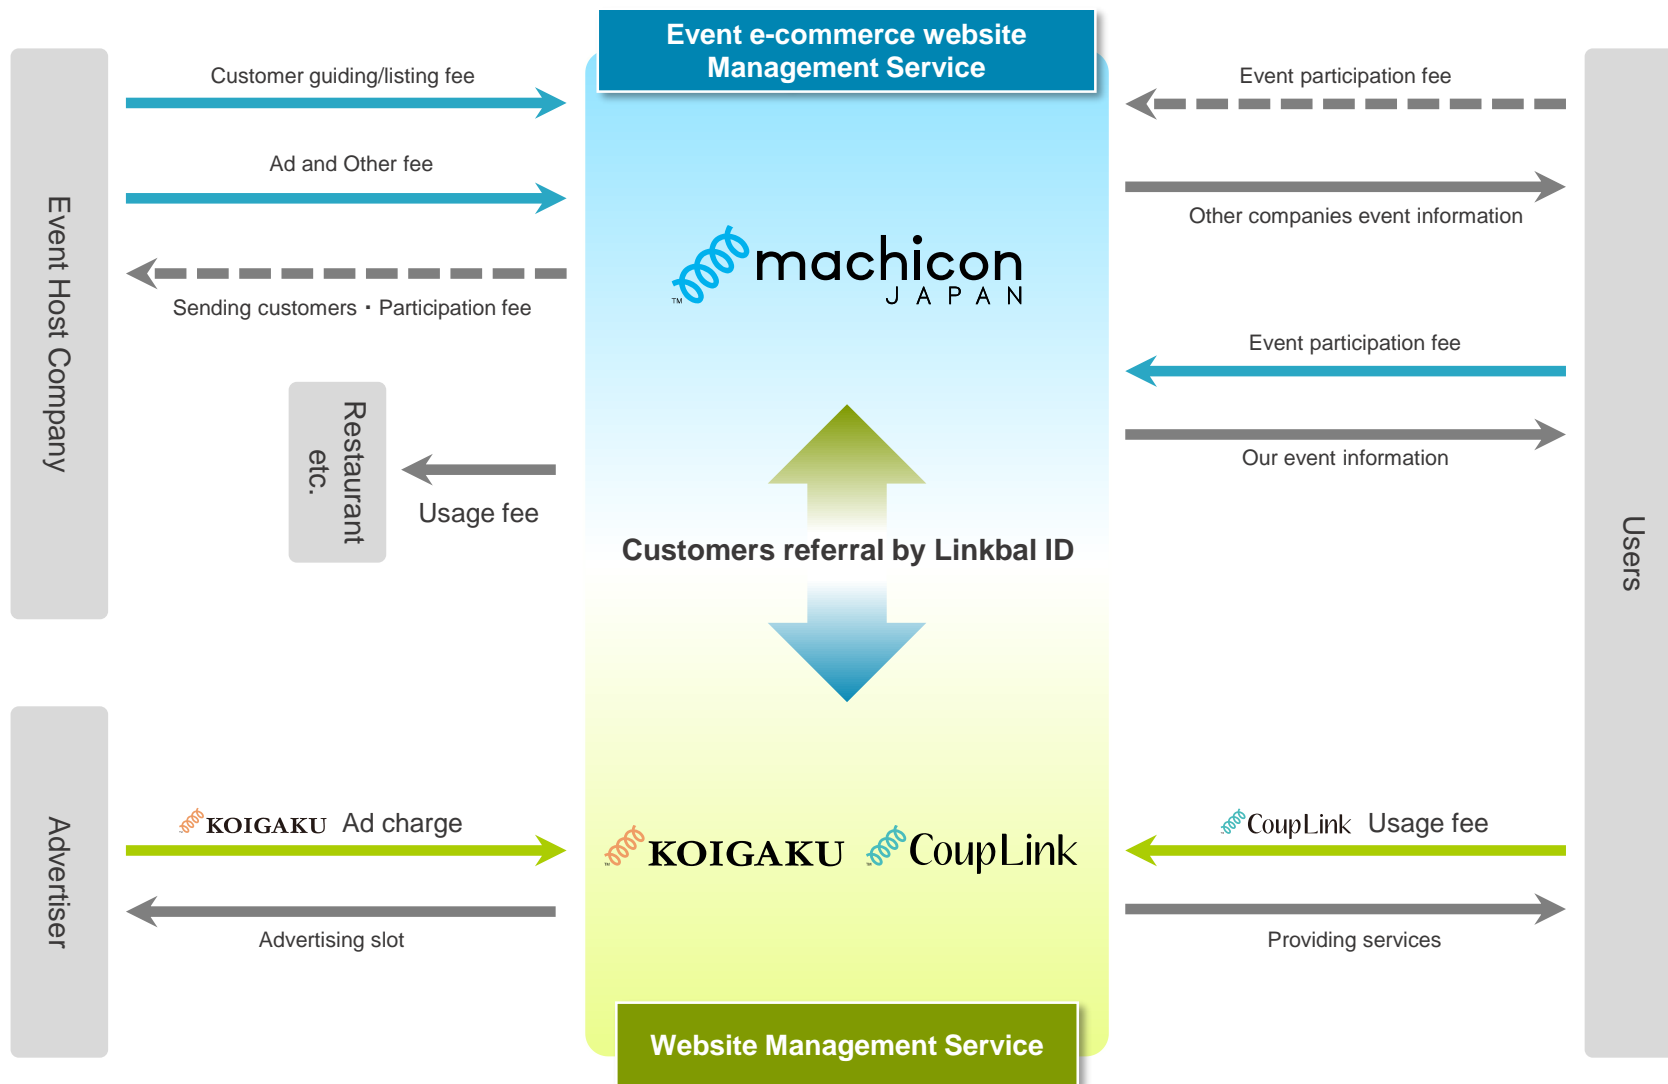 Event e-commerce website
Management Service
Customer guiding/listing fee
Ad and Other fee
Sending customers・Participation fee
Event Host Company
Restaurant
etc.
Usage fee
machicon
JAPAN
TM
Event participation fee
Other companies event information
Event participation fee
Our event information
Users
Customers referral by Linkbal ID
Advertiser
KOIGAKU Ad charge
Advertising slot
KOIGAKU CoupLink
CoupLink Usage fee
Providing services
Website Management Service